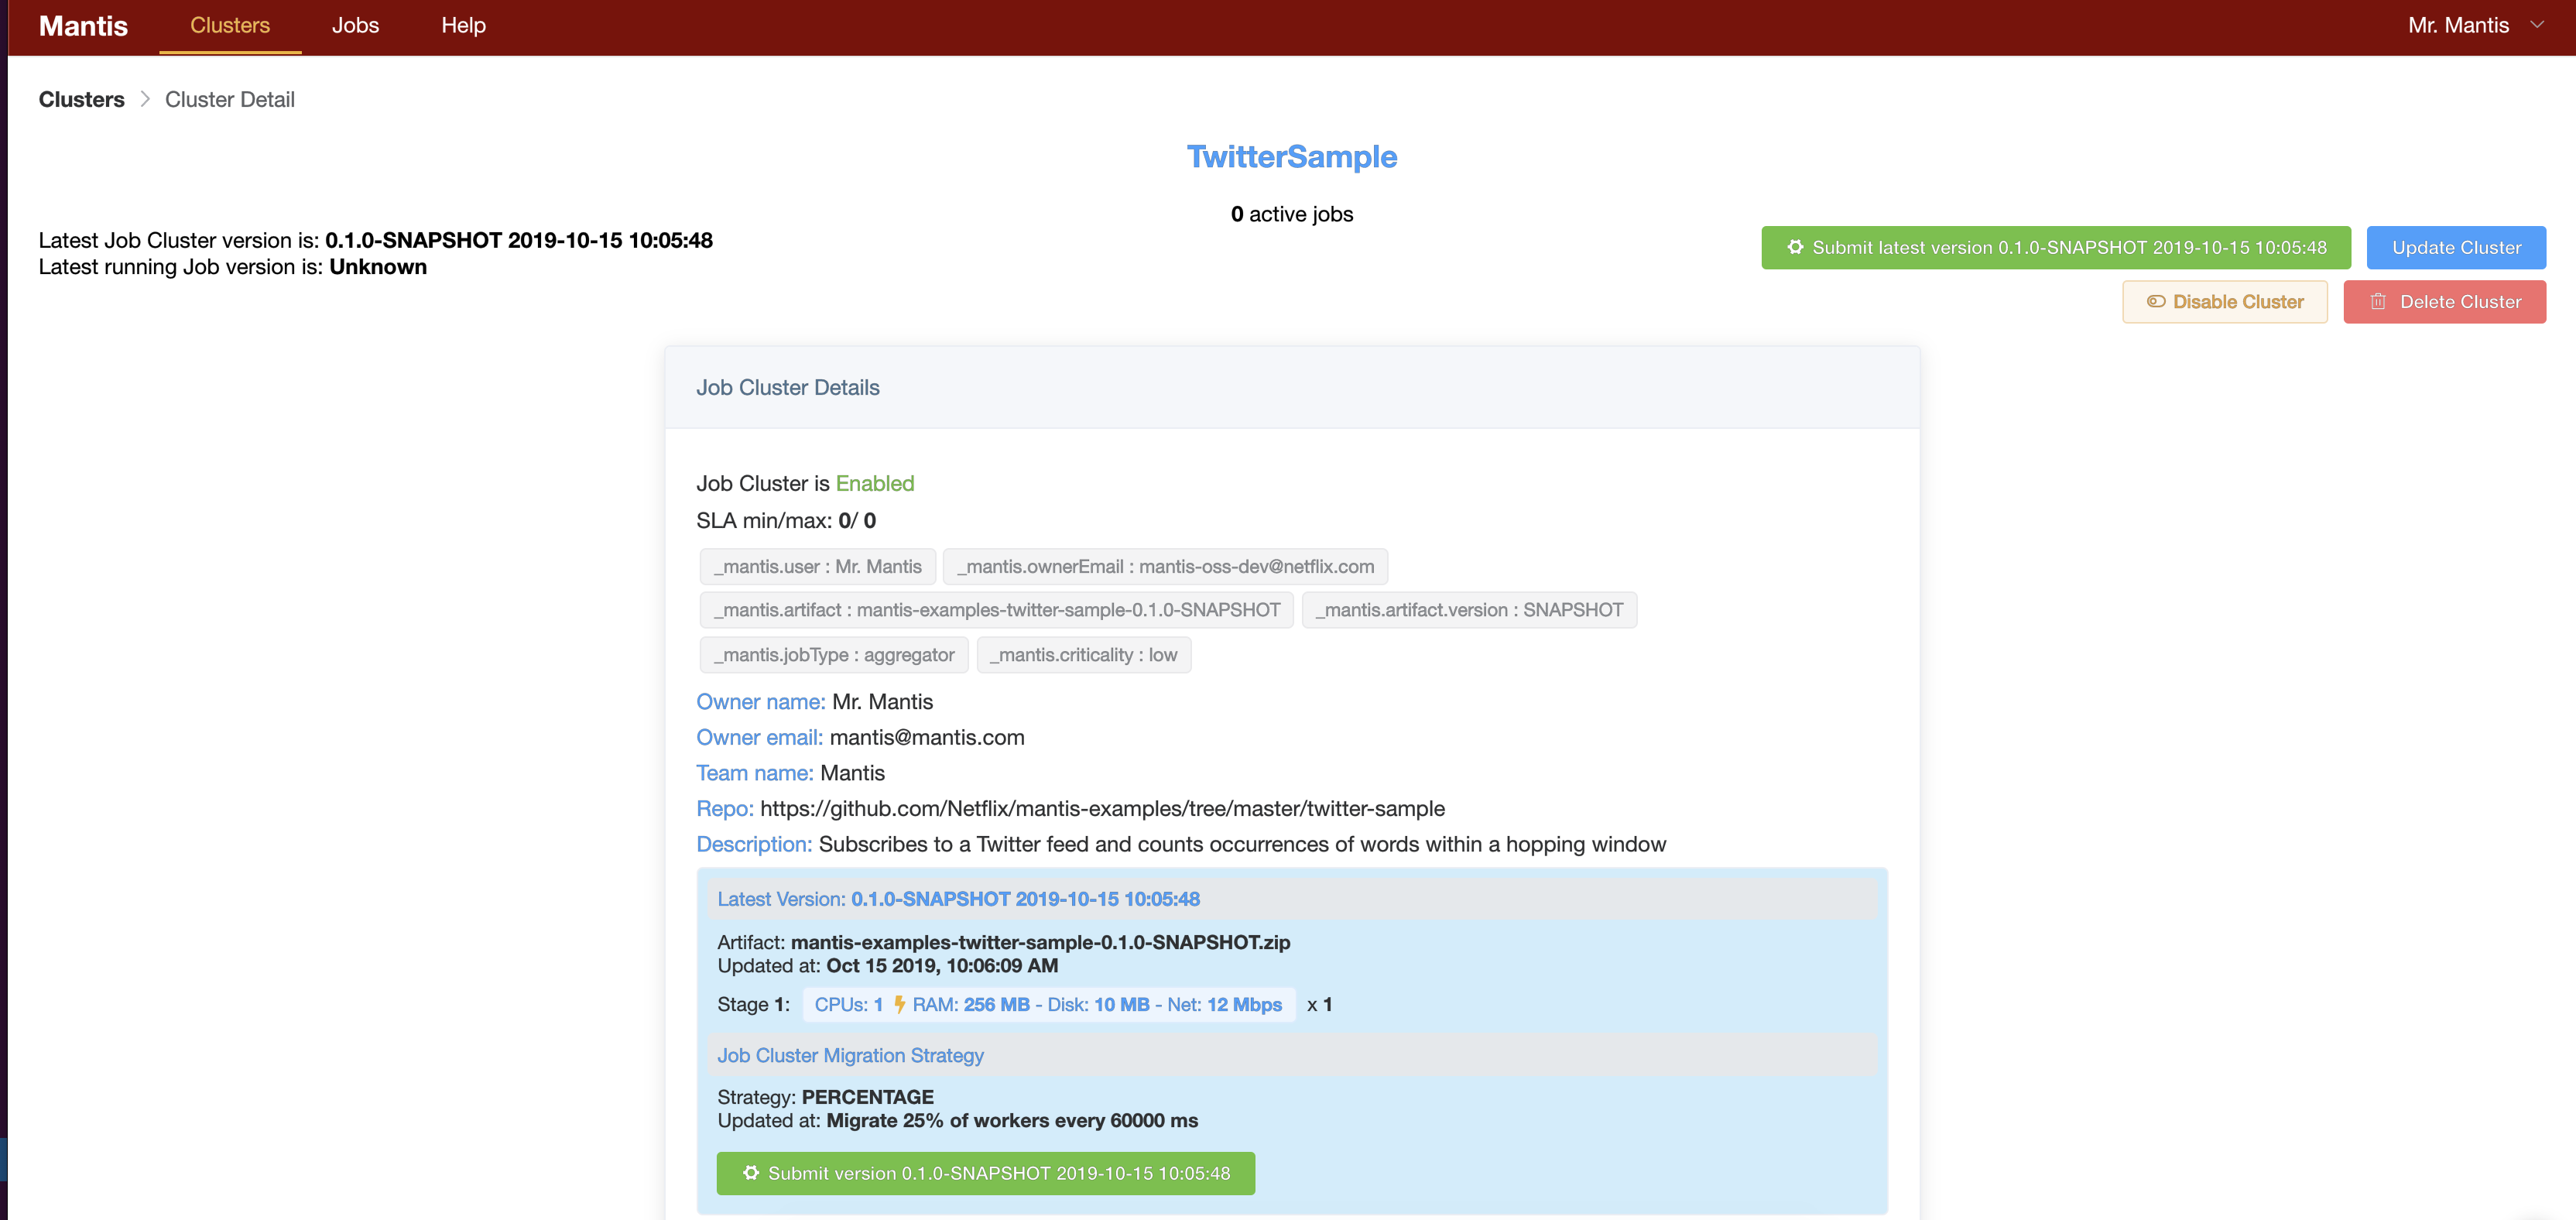 Mantis Clusters Jobs Help Mr. Mantis
Clusters Cluster Detail
TwitterSample
0 active jobs
Latest Job Cluster version is: 0.1.0-SNAPSHOT 2019-10-15 10:05:48
Latest running Job version is: Unknown
Submit latest version 0.1.0-SNAPSHOT 2019-10-15 10:05:48 Update Cluster
Disable Cluster Delete Cluster
Job Cluster Details
Job Cluster is Enabled
SLA min/max: 0/ 0
_mantis.user : Mr. Mantis _mantis.ownerEmail : mantis-oss-dev@netflix.com
_mantis.artifact : mantis-examples-twitter-sample-0.1.0-SNAPSHOT _mantis.artifact.version : SNAPSHOT
_mantis.jobType : aggregator _mantis.criticality : low
Owner name: Mr. Mantis
Owner email: mantis@mantis.com
Team name: Mantis
Repo: https://github.com/Netflix/mantis-examples/tree/master/twitter-sample
Description: Subscribes to a Twitter feed and counts occurrences of words within a hopping window
Latest Version: 0.1.0-SNAPSHOT 2019-10-15 10:05:48
Artifact: mantis-examples-twitter-sample-0.1.0-SNAPSHOT.zip
Updated at: Oct 15 2019, 10:06:09 AM
Stage 1: CPUs: 1 ⚡ RAM: 256 MB - Disk: 10 MB - Net: 12 Mbps x 1
Job Cluster Migration Strategy
Strategy: PERCENTAGE
Updated at: Migrate 25% of workers every 60000 ms
Submit version 0.1.0-SNAPSHOT 2019-10-15 10:05:48